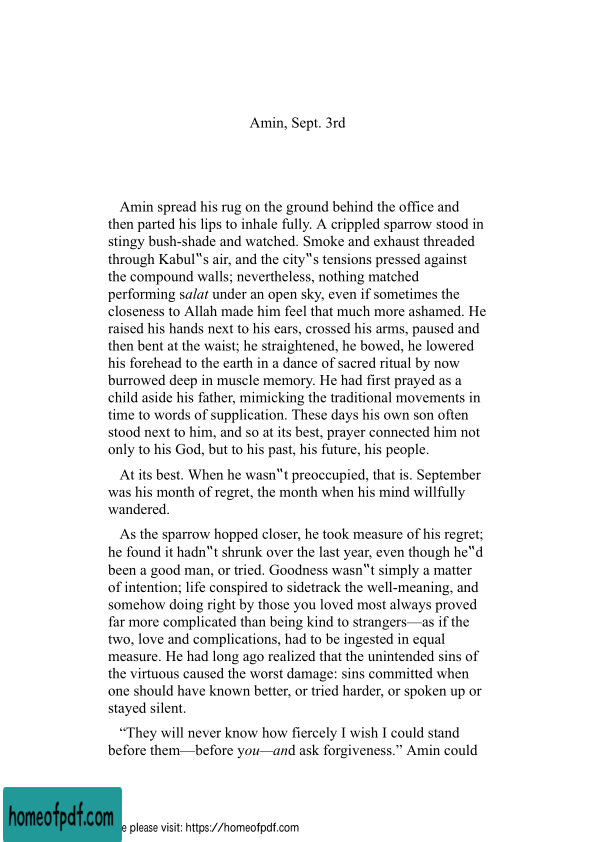 Amin, Sept. 3rd
Amin spread his rug on the ground behind the office and
then parted his lips to inhale fully. A crippled sparrow stood in
stingy bush-shade and watched. Smoke and exhaust threaded
through Kabul‟s air, and the city‟s tensions pressed against
the compound walls; nevertheless, nothing matched
performing salat under an open sky, even if sometimes the
closeness to Allah made him feel that much more ashamed. He
raised his hands next to his ears, crossed his arms, paused and
then bent at the waist; he straightened, he bowed, he lowered
his forehead to the earth in a dance of sacred ritual by now
burrowed deep in muscle memory. He had first prayed as a
child aside his father, mimicking the traditional movements in
time to words of supplication. These days his own son often
stood next to him, and so at its best, prayer connected him not
only to his God, but to his past, his future, his people.
At its best. When he wasn‟t preoccupied, that is. September
was his month of regret, the month when his mind willfully
wandered.
As the sparrow hopped closer, he took measure of his regret;
he found it hadn‟t shrunk over the last year, even though he‟d
been a good man, or tried. Goodness wasn‟t simply a matter
of intention; life conspired to sidetrack the well-meaning, and
somehow doing right by those you loved most always proved
far more complicated than being kind to strangers—as if the
two, love and complications, had to be ingested in equal
measure. He had long ago realized that the unintended sins of
the virtuous caused the worst damage: sins committed when
one should have known better, or tried harder, or spoken up or
stayed silent.
“They will never know how fiercely I wish I could stand
before them—before you—and ask forgiveness.” Amin could
homeofpdf.com
e please visit: https://homeofpdf.com